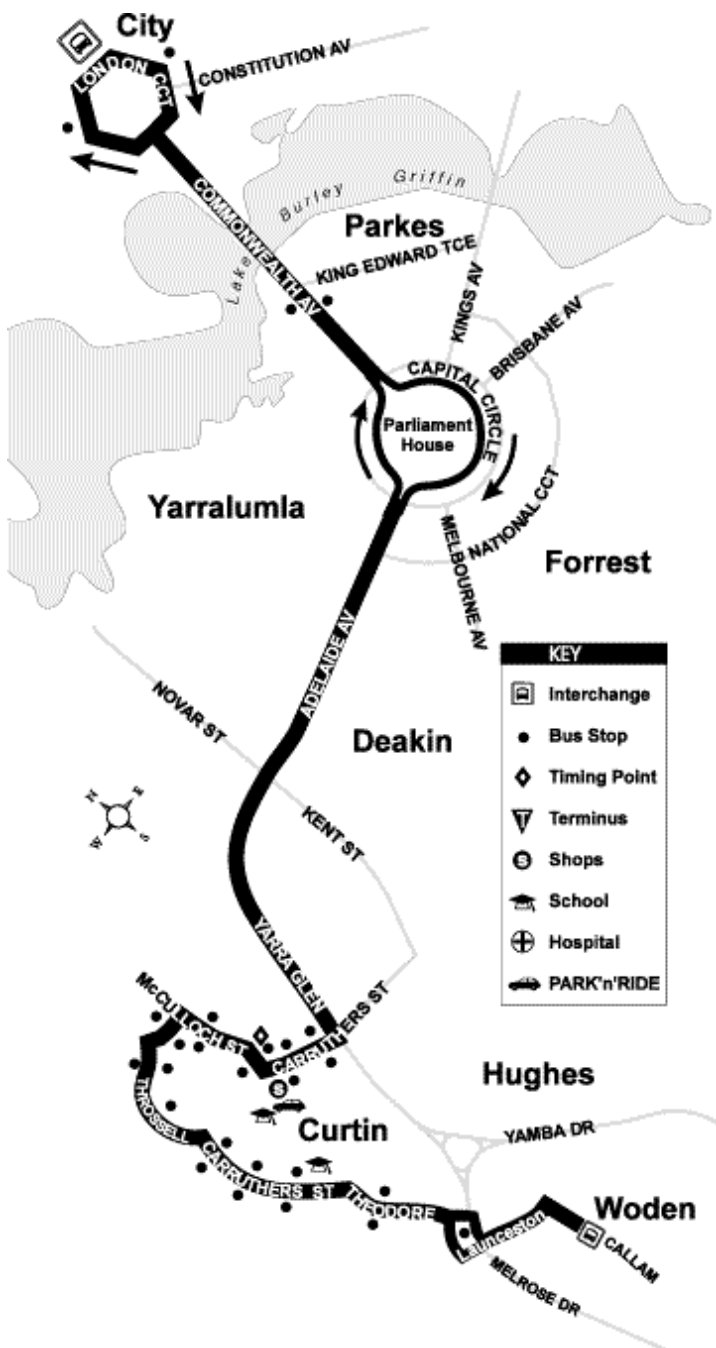 City
LONDON CCT
CONSTITUTION AV
COMMONWEALTH AV
Lake Burley Griffin
Parkes
KING EDWARD TCE
KINGS AV
BRISBANE AV
CAPITAL CIRCLE
Parliament
House
Yarralumla
NATIONAL CCT
MELBOURNE AV
Forrest
ADELAIDE AV
KEY
Interchange
Bus Stop
Timing Point
T Terminus
S Shops
School
Hospital
PARK'n'RIDE
NOVAR ST
Deakin
KENT ST
N
E
W
S
YARRA GLEN
McCULLOCH ST
CARRUTHERS ST
CARRUTHERS ST
S
Hughes
THROSSELL
Curtin
YAMBA DR
CARRUTHERS ST
THEODORE
Launceston
Woden
CALLAM
MELROSE DR